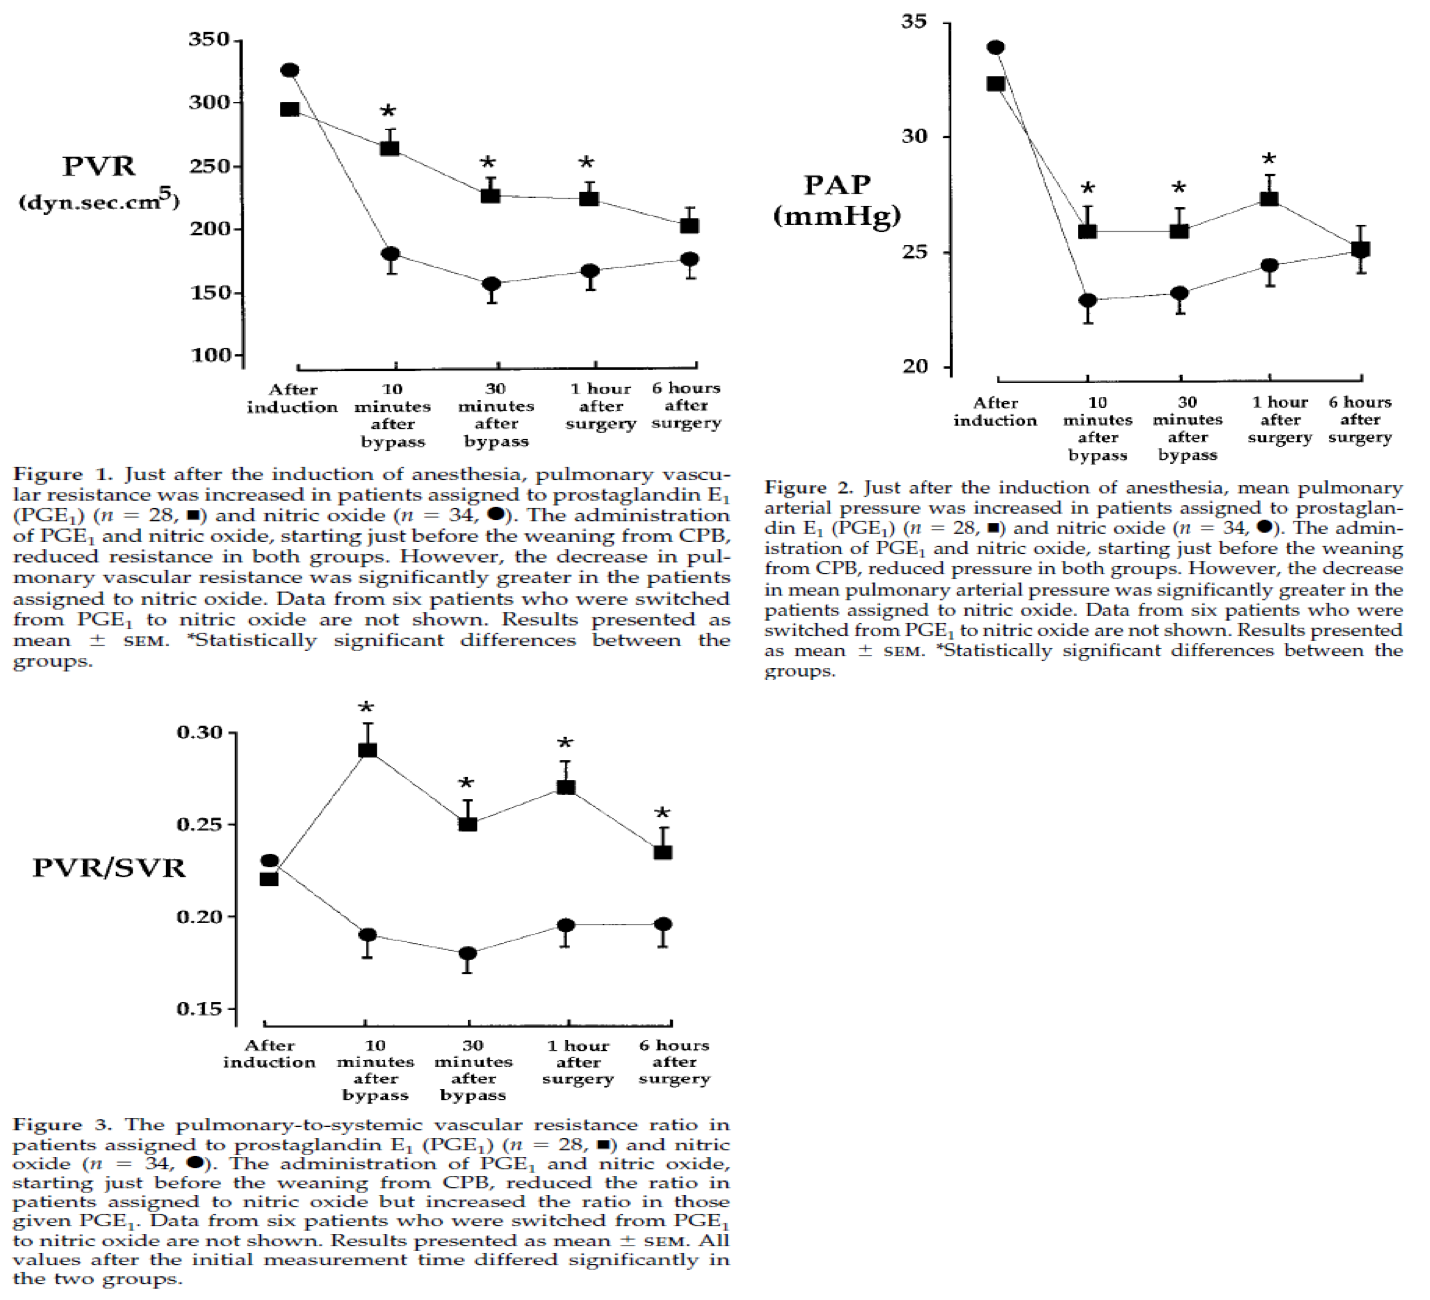 350
300
250
200
150
100
PVR
(dyn.sec.cm5)
*
*
*
After induction
10 minutes after bypass
30 minutes after bypass
1 hour after surgery
6 hours after surgery
Figure 1. Just after the induction of anesthesia, pulmonary vascu-
lar resistance was increased in patients assigned to prostaglandin E1
(PGE1) (n = 28, ■) and nitric oxide (n = 34, ●). The administration
of PGE1 and nitric oxide, starting just before the weaning from CPB,
reduced resistance in both groups. However, the decrease in pul-
monary vascular resistance was significantly greater in the patients
assigned to nitric oxide. Data from six patients who were switched
from PGE1 to nitric oxide are not shown. Results presented as
mean ± SEM. *Statistically significant differences between the
groups.
35
30
25
20
PAP
(mmHg)
*
*
*
After induction
10 minutes after bypass
30 minutes after bypass
1 hour after surgery
6 hours after surgery
Figure 2. Just after the induction of anesthesia, mean pulmonary
arterial pressure was increased in patients assigned to prostaglan-
din E1 (PGE1) (n = 28, ■) and nitric oxide (n = 34, ●). The admin-
istration of PGE1 and nitric oxide, starting just before the weaning
from CPB, reduced pressure in both groups. However, the decrease
in mean pulmonary arterial pressure was significantly greater in the
patients assigned to nitric oxide. Data from six patients who were
switched from PGE1 to nitric oxide are not shown. Results presented
as mean ± SEM. *Statistically significant differences between the
groups.
0.30
0.25
0.20
0.15
PVR/SVR
*
*
*
*
After induction
10 minutes after bypass
30 minutes after bypass
1 hour after surgery
6 hours after surgery
Figure 3. The pulmonary-to-systemic vascular resistance ratio in
patients assigned to prostaglandin E1 (PGE1) (n = 28, ■) and nitric
oxide (n = 34, ●). The administration of PGE1 and nitric oxide,
starting just before the weaning from CPB, reduced the ratio in
patients assigned to nitric oxide but increased the ratio in those
given PGE1. Data from six patients who were switched from PGE1
to nitric oxide are not shown. Results presented as mean ± SEM. All
values after the initial measurement time differed significantly in
the two groups.